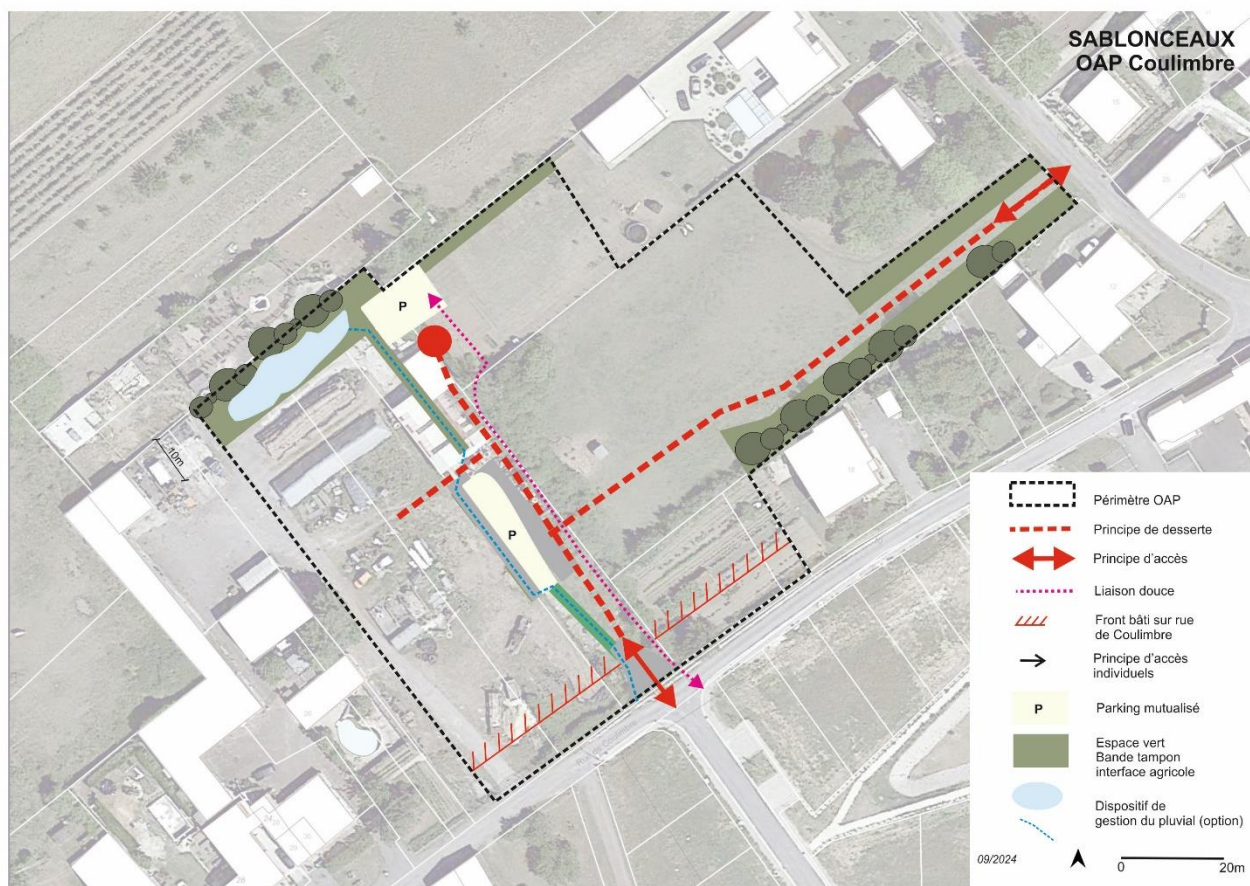 SABLONCEAUX
OAP Coulimbre
P
10m
P
Périmètre OAP
Principe de desserte
Principe d'accès
Liaison douce
Front bâti sur rue
de Coulimbre
Principe d'accès
individuels
P
Parking mutualisé
Espace vert
Bande tampon
interface agricole
Dispositif de
gestion du pluvial (option)
09/2024
0
20m